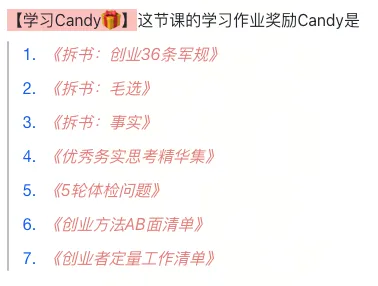 【学习Candy🎁】这节课的学习作业奖励Candy是
1. 《拆书：创业36条军规》
2. 《拆书：毛选》
3. 《拆书：事实》
4. 《优秀务实思考精华集》
5. 《5轮体检问题》
6. 《创业方法AB面清单》
7. 《创业者定量工作清单》